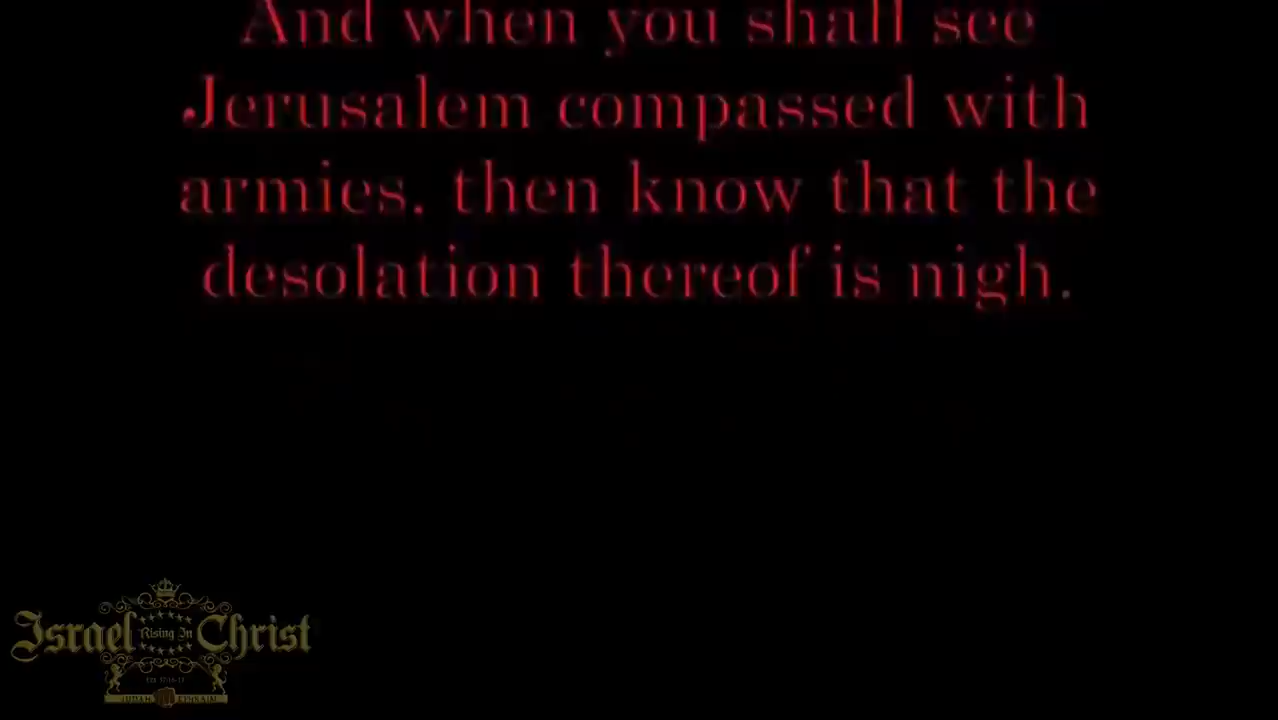 And when you shall see
Jerusalem compassed with
armies. then know that the
desolation thereof is nigh.
Israel Rising In Christ